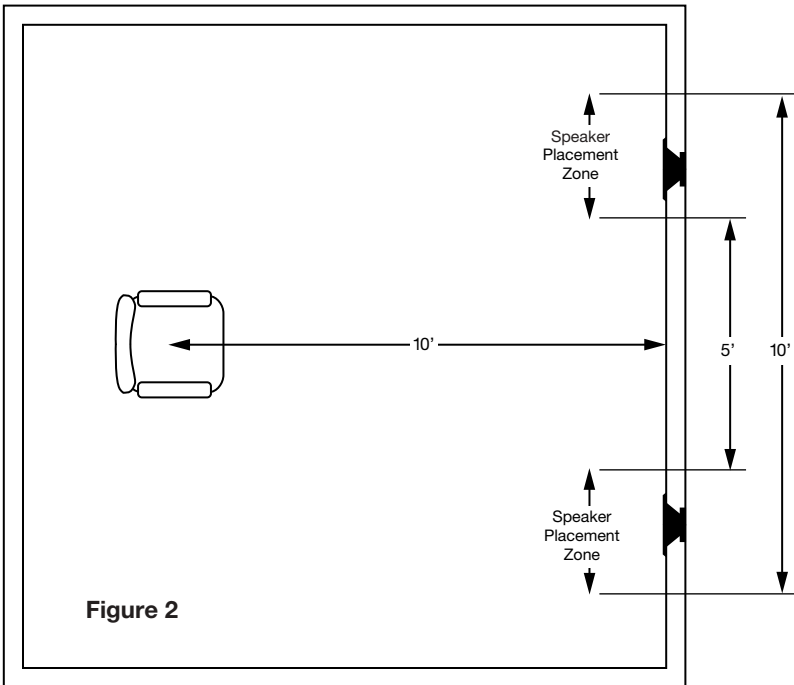 Speaker
Placement
Zone
10’
5’
10’
Speaker
Placement
Zone
Figure 2